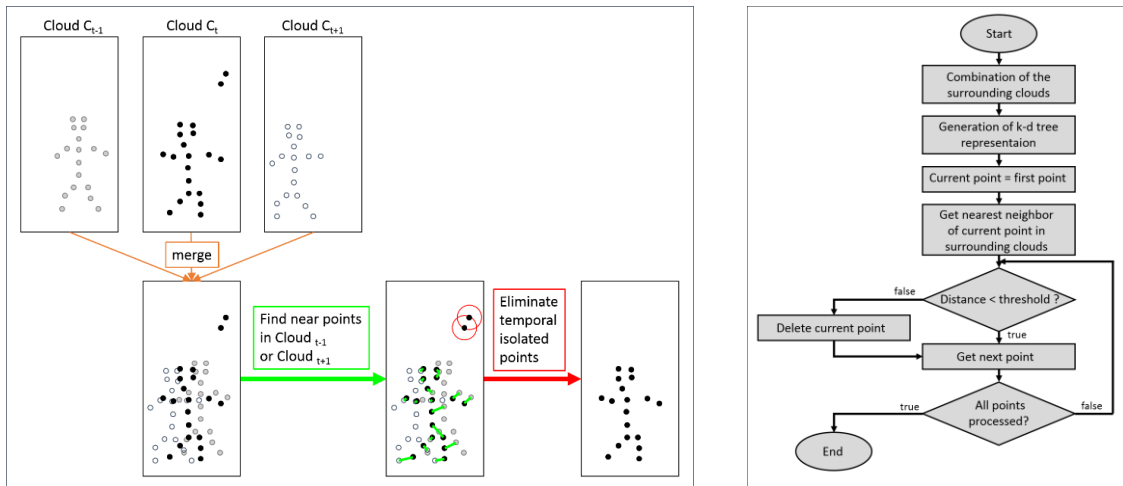 Cloud Ct-1
Cloud Ct
Cloud Ct+1
merge
Find near points
in Cloud t-1
or Cloud t+1
Eliminate
temporal
isolated
points
Start
Combination of the
surrounding clouds
Generation of k-d tree
representaion
Current point = first point
Get nearest neighbor
of current point in
surrounding clouds
Distance < threshold ?
false
true
Delete current point
Get next point
All points
processed?
true
false
End